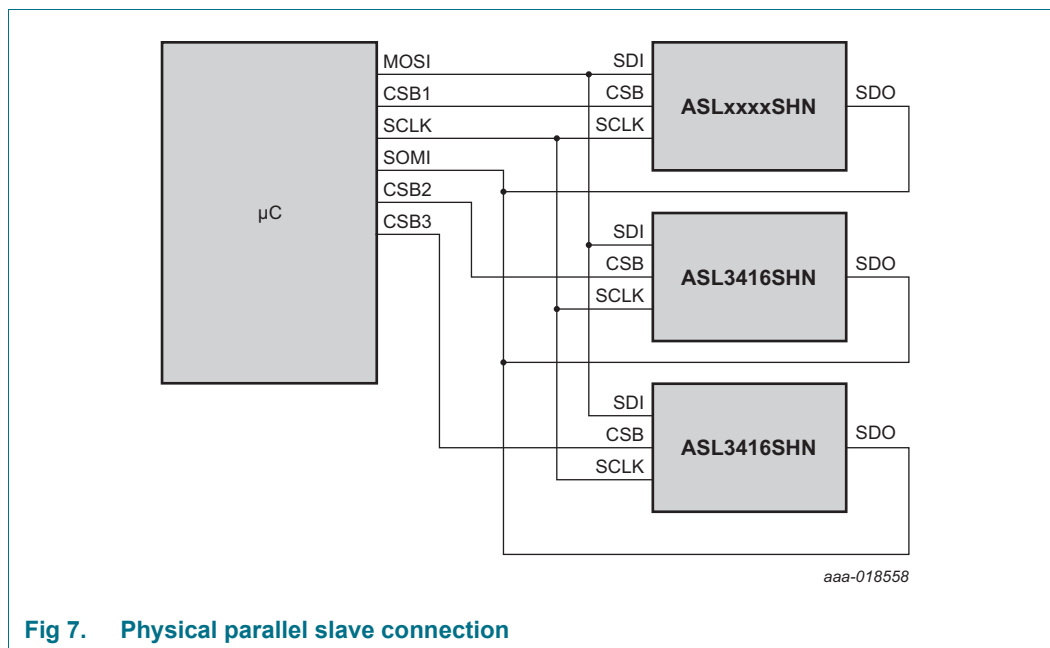 MOSI
CSB1
SCLK
SOMI
CSB2
CSB3
µC
SDI
CSB
SCLK
ASLxxxxSHN
SDO
SDI
CSB
SCLK
ASL3416SHN
SDO
SDI
CSB
SCLK
ASL3416SHN
SDO
aaa-018558
Fig 7. Physical parallel slave connection